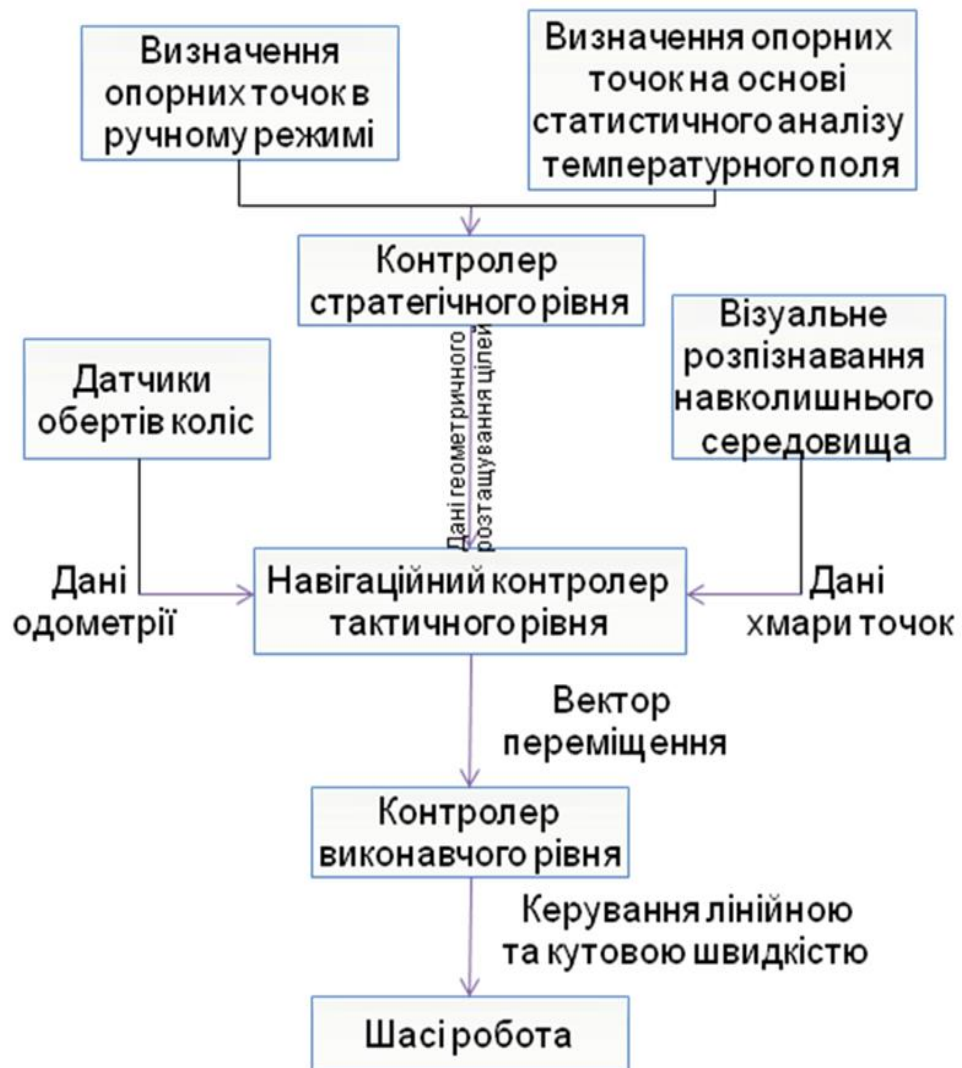 Визначення
опорних точок в
ручному режимі
Визначення опорних
точок на основі
статистичного аналізу
температурного поля
Контролер
стратегічного рівня
Датчики
обертів коліс
Дані геометричного
розтащування цілей
Візуальне
розпізнавання
навколишнього
середовища
Дані
одометрії
Навігаційний контролер
тактичного рівня
Дані
хмари точок
Вектор
переміщення
Контролер
виконавчого рівня
Керування лінійною
та кутовою швидкістю
Шасі робота